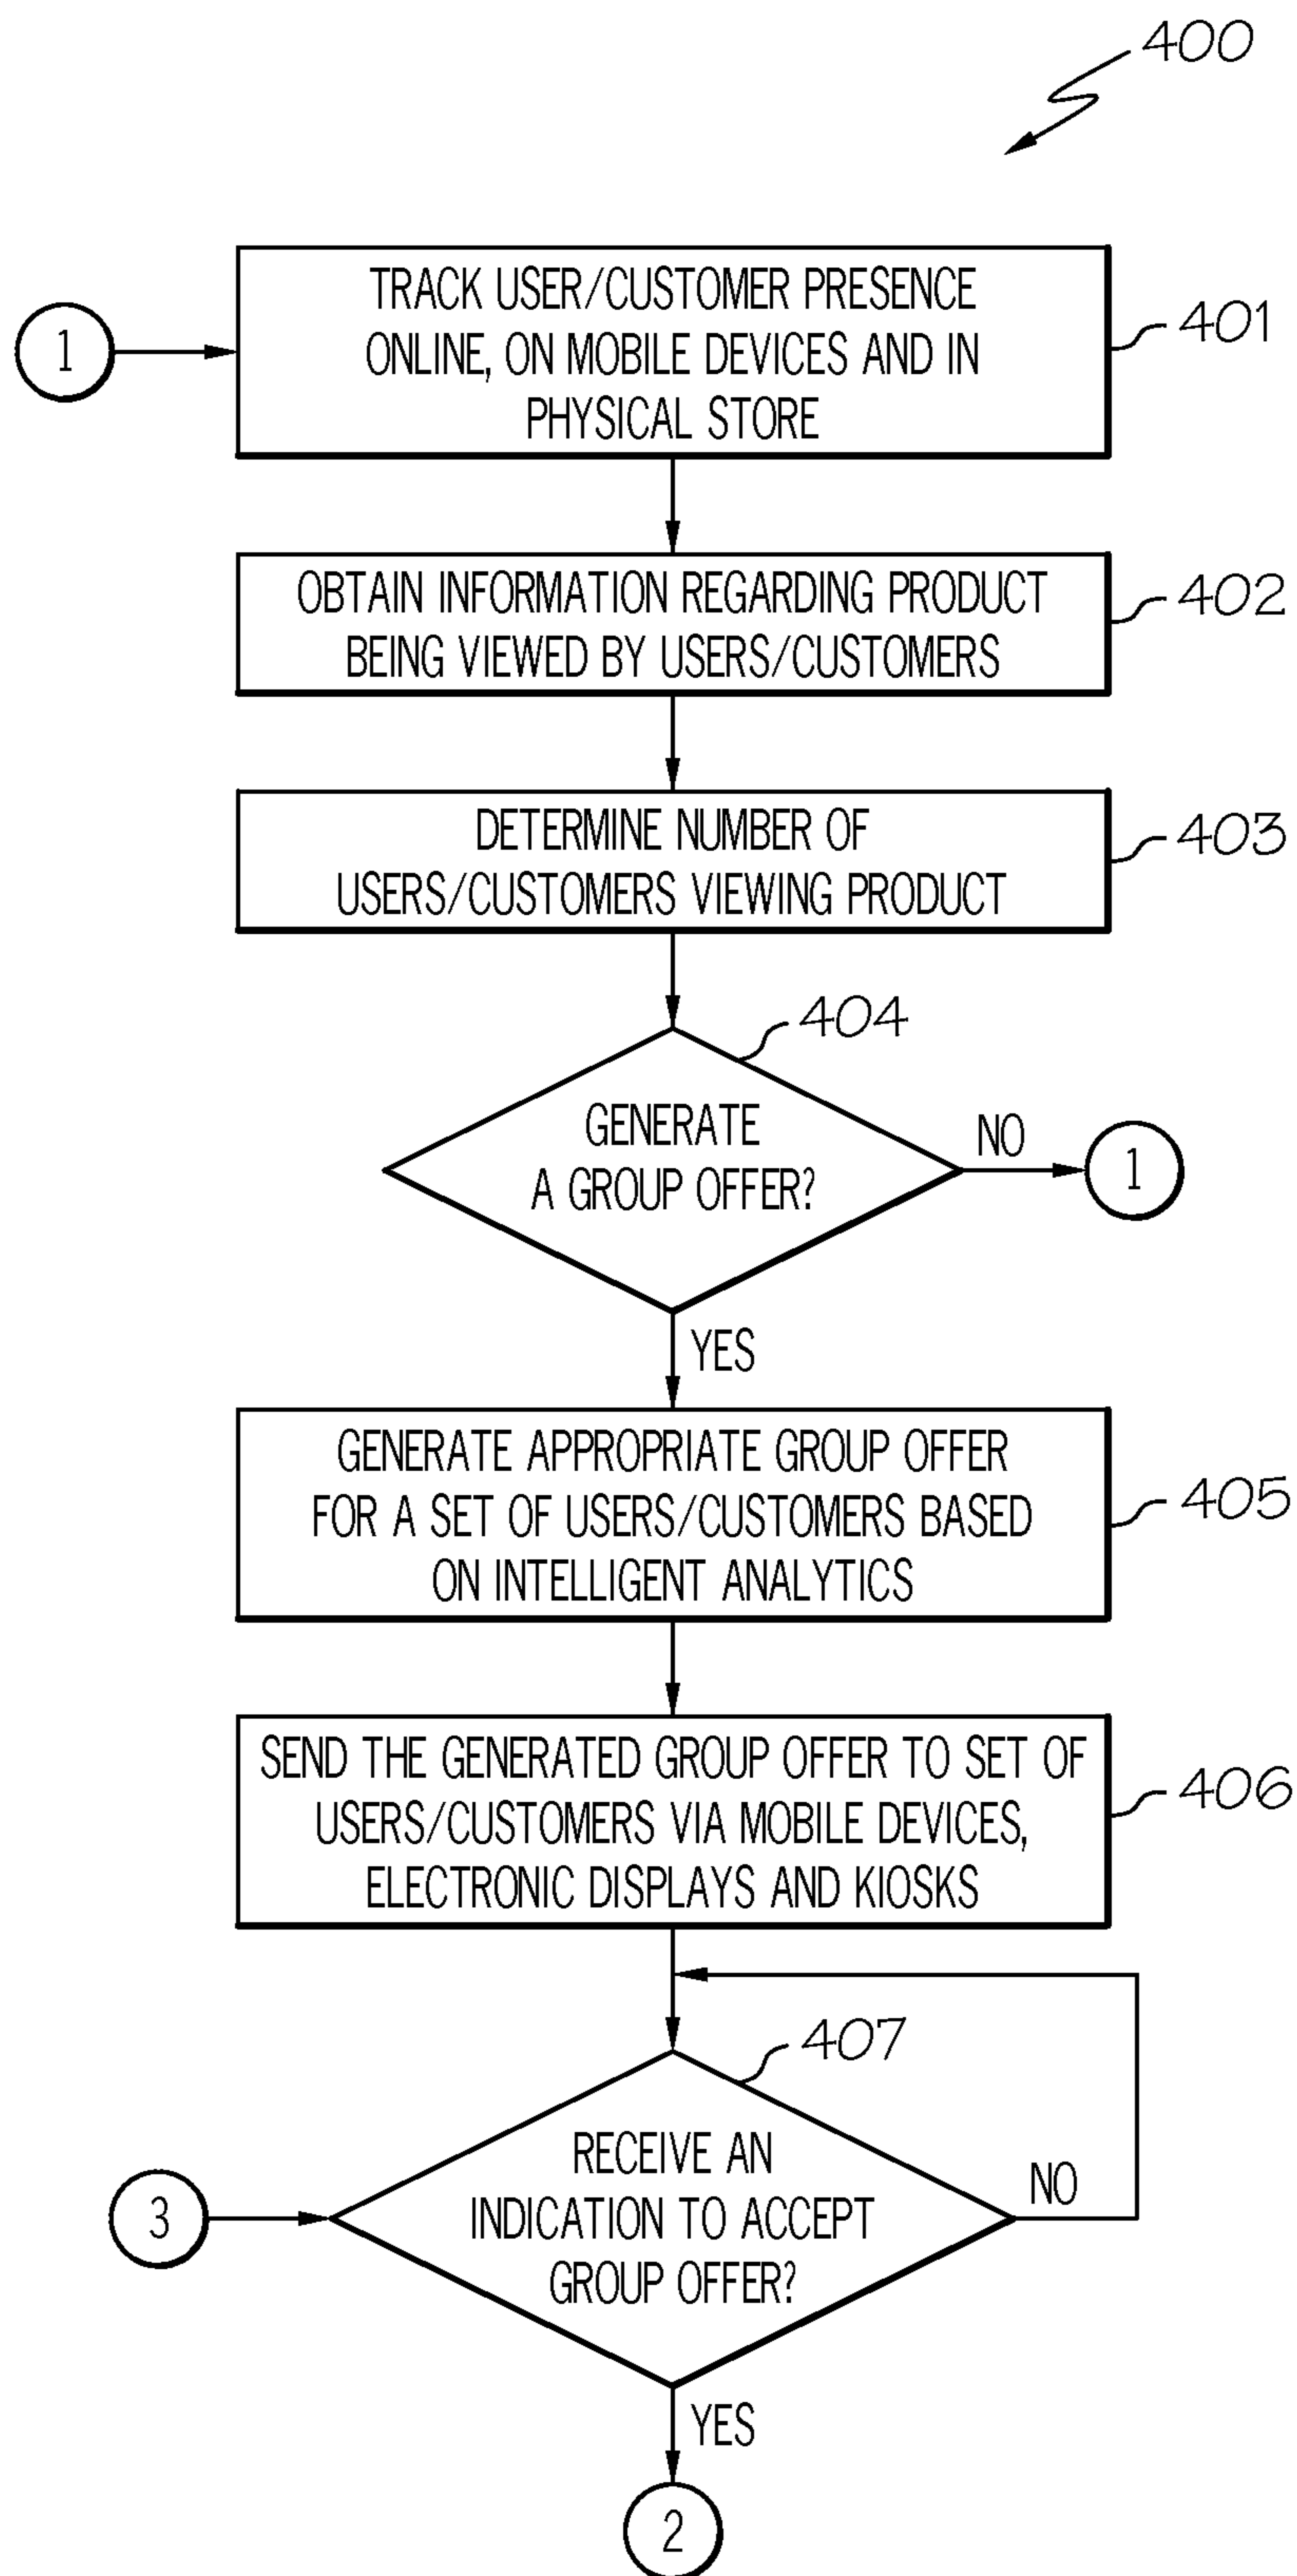 400
TRACK USER/CUSTOMER PRESENCE
ONLINE, ON MOBILE DEVICES AND IN
PHYSICAL STORE
401
1
OBTAIN INFORMATION REGARDING PRODUCT
BEING VIEWED BY USERS/CUSTOMERS
402
DETERMINE NUMBER OF
USERS/CUSTOMERS VIEWING PRODUCT
403
404
GENERATE
A GROUP OFFER?
NO
1
YES
GENERATE APPROPRIATE GROUP OFFER
FOR A SET OF USERS/CUSTOMERS BASED
ON INTELLIGENT ANALYTICS
405
SEND THE GENERATED GROUP OFFER TO SET OF
USERS/CUSTOMERS VIA MOBILE DEVICES,
ELECTRONIC DISPLAYS AND KIOSKS
406
407
RECEIVE AN
INDICATION TO ACCEPT
GROUP OFFER?
NO
3
YES
2